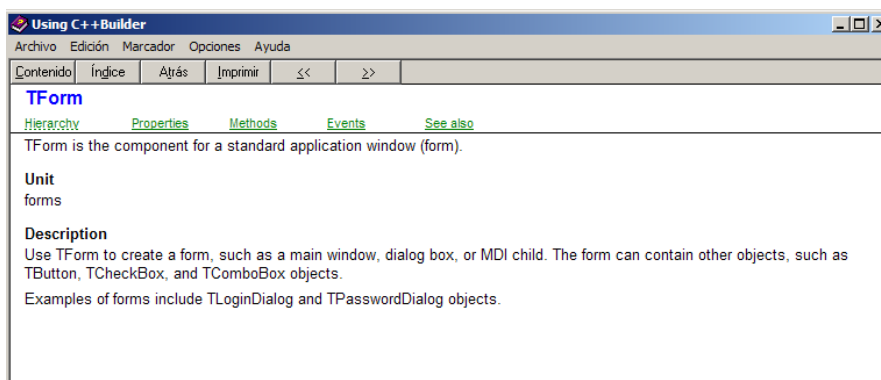 Using C++Builder
Archivo Edición Marcador Opciones Ayuda
Contenido Índice Atrás Imprimir << >>
TForm
Hierarchy Properties Methods Events See also
TForm is the component for a standard application window (form).
Unit
forms
Description
Use TForm to create a form, such as a main window, dialog box, or MDI child. The form can contain other objects, such as
TButton, TCheckBox, and TComboBox objects.
Examples of forms include TLoginDialog and TPasswordDialog objects.